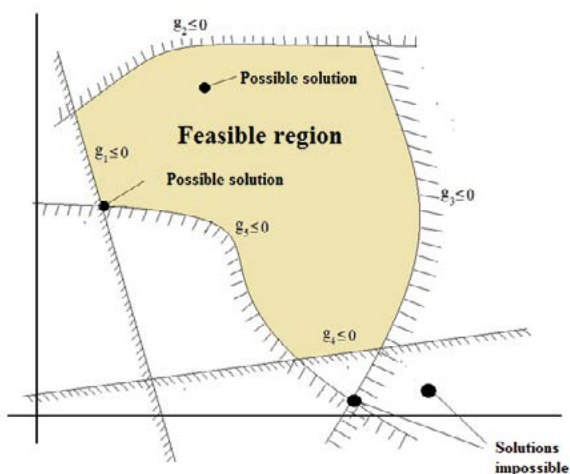 g₂≤0
Possible solution
Feasible region
g₁≤0
Possible solution
g₃≤0
g₅≤0
g₄≤0
Solutions
impossible